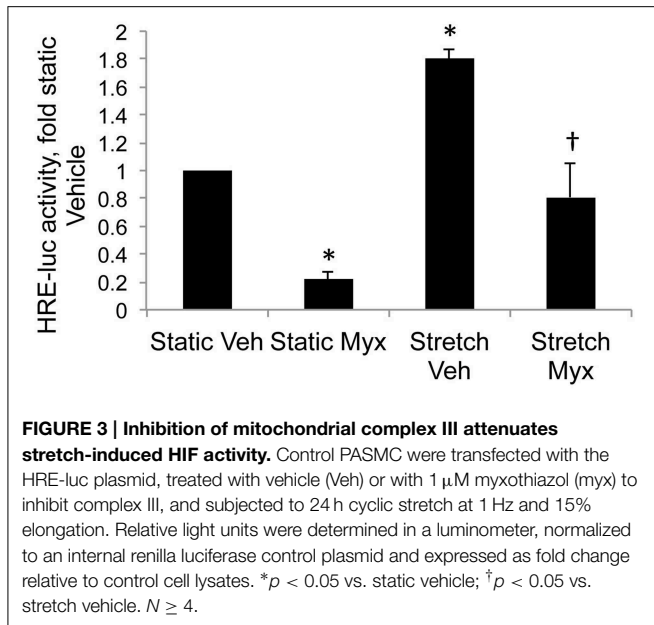 HRE-luc activity, fold static
Vehicle
2
1.8
1.6
1.4
1.2
1
0.8
0.6
0.4
0.2
0
*
*
†
Static Veh Static Myx Stretch Stretch
Veh Myx
FIGURE 3 | Inhibition of mitochondrial complex III attenuates
stretch-induced HIF activity. Control PASMC were transfected with the
HRE-luc plasmid, treated with vehicle (Veh) or with 1 μM myxothiazol (myx) to
inhibit complex III, and subjected to 24 h cyclic stretch at 1 Hz and 15%
elongation. Relative light units were determined in a luminometer, normalized
to an internal renilla luciferase control plasmid and expressed as fold change
relative to control cell lysates. *p < 0.05 vs. static vehicle; †p < 0.05 vs.
stretch vehicle. N ≥ 4.